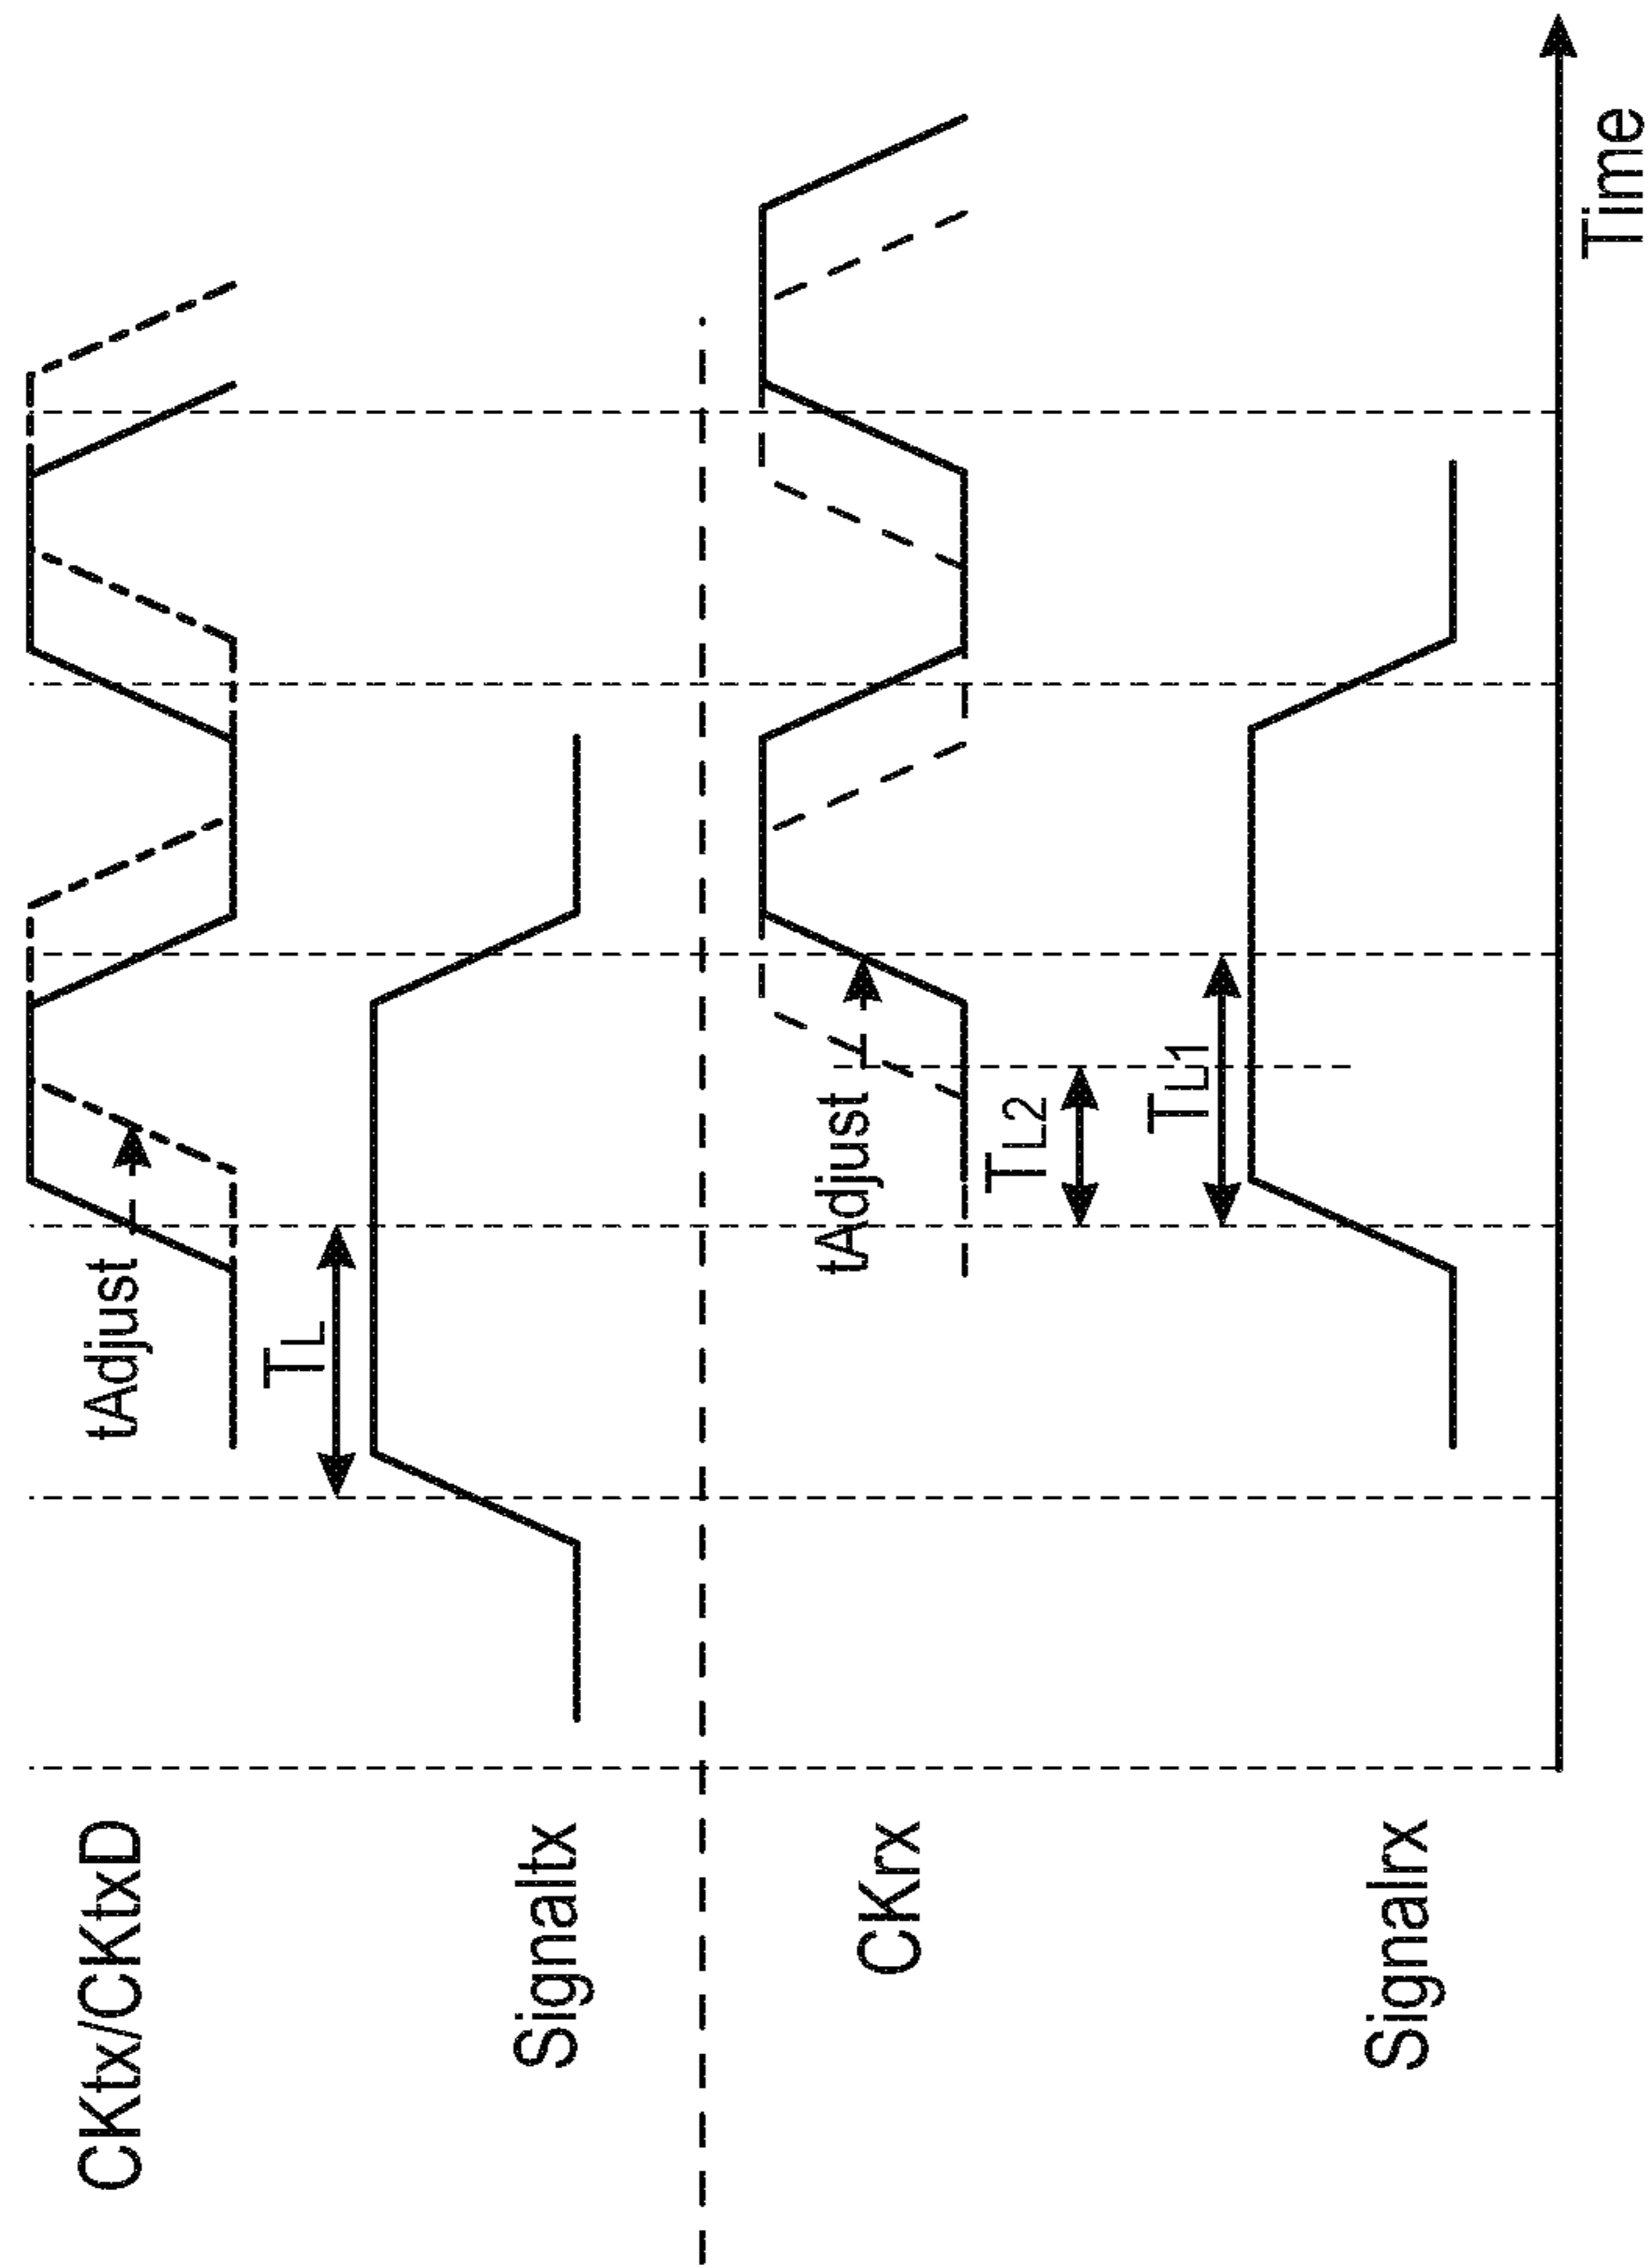 CKtx/CKtxD
tAdjust
TL
Signaltx
CKrx
tAdjust
TL2
TL1
Signalrx
Time